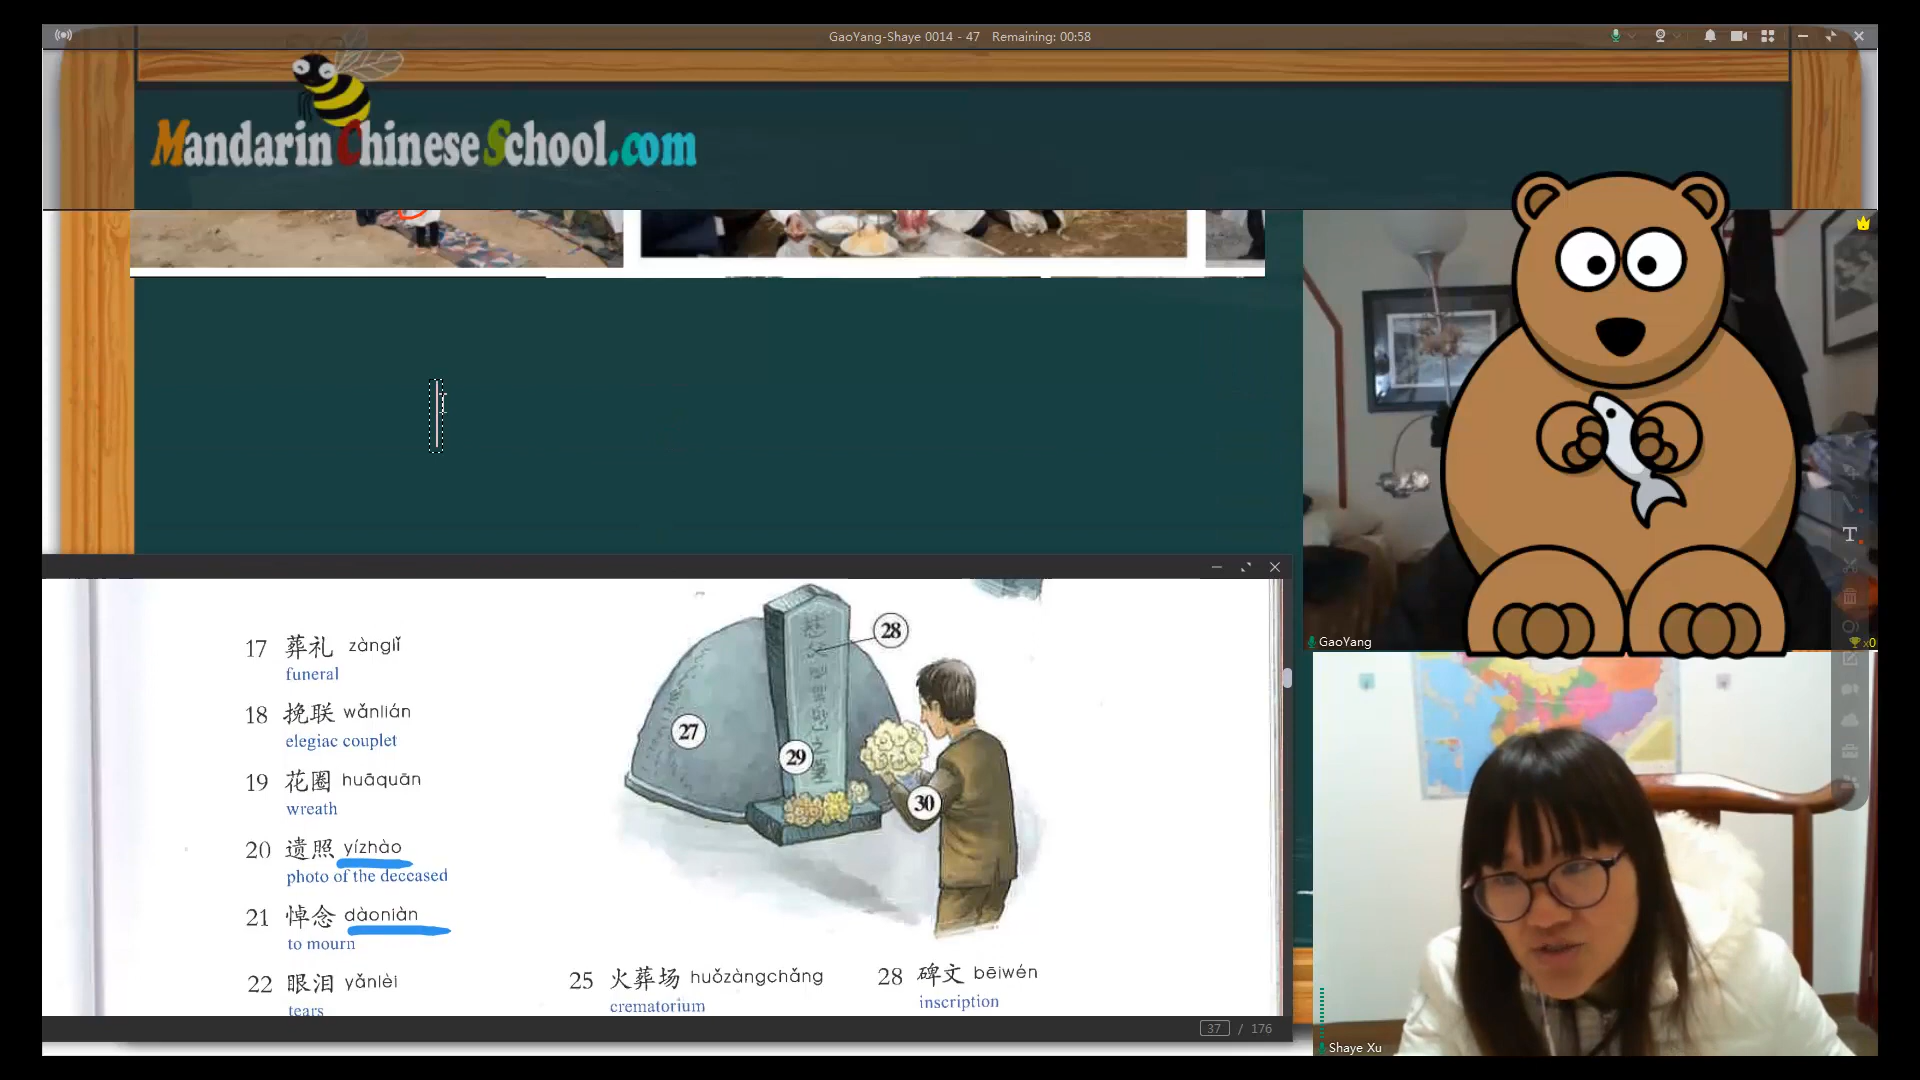 GaoYang-Shaye 0014 - 47 Remaining: 00:58
MandarinChineseSchool.com
17 葬礼 zànglǐ
funeral
18 挽联 wǎnlián
elegiac couplet
19 花圈 huāquān
wreath
20 遗照 yízhào
photo of the deceased
21 悼念 dàoniàn
to mourn
22 眼泪 yǎnlèi
tears
27
28
29
30
25 火葬场 huǒzàngchǎng
crematorium
28 碑文 bēiwén
inscription
37 / 176
GaoYang
x0
T
Shaye Xu